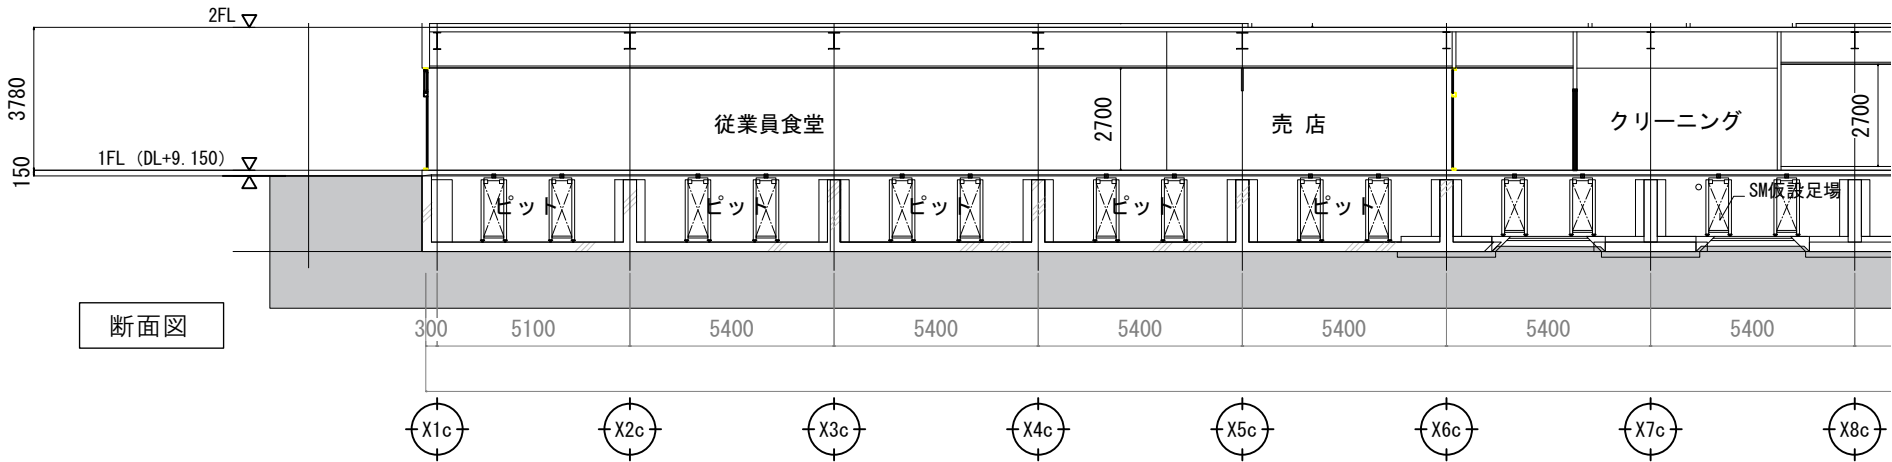 2FL
3780
2700
従業員食堂
売 店
クリーニング
2700
1FL (DL+9.150)
150
ピット
ピット
ピット
ピット
ピット
SM仮設足場
断面図
300
5100
5400
5400
5400
5400
5400
5400
X1c
X2c
X3c
X4c
X5c
X6c
X7c
X8c